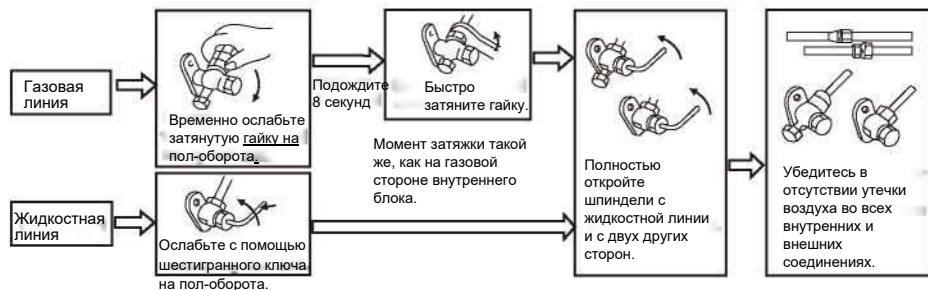 Газовая
линия
Временно ослабьте
затянутую гайку на
пол-оборота.
Подождите
8 секунд
Быстро
затяните гайку.
Момент затяжки такой
же, как на газовой
стороне внутреннего
блока.
Жидкостная
линия
Ослабьте с помощью
шестигранного ключа
на пол-оборота.
Полностью
откройте
шпиндели с
жидкостной линии
и с двух других
сторон.
Убедитесь в
отсутствии утечки
воздуха во всех
внутренних и
внешних
соединениях.